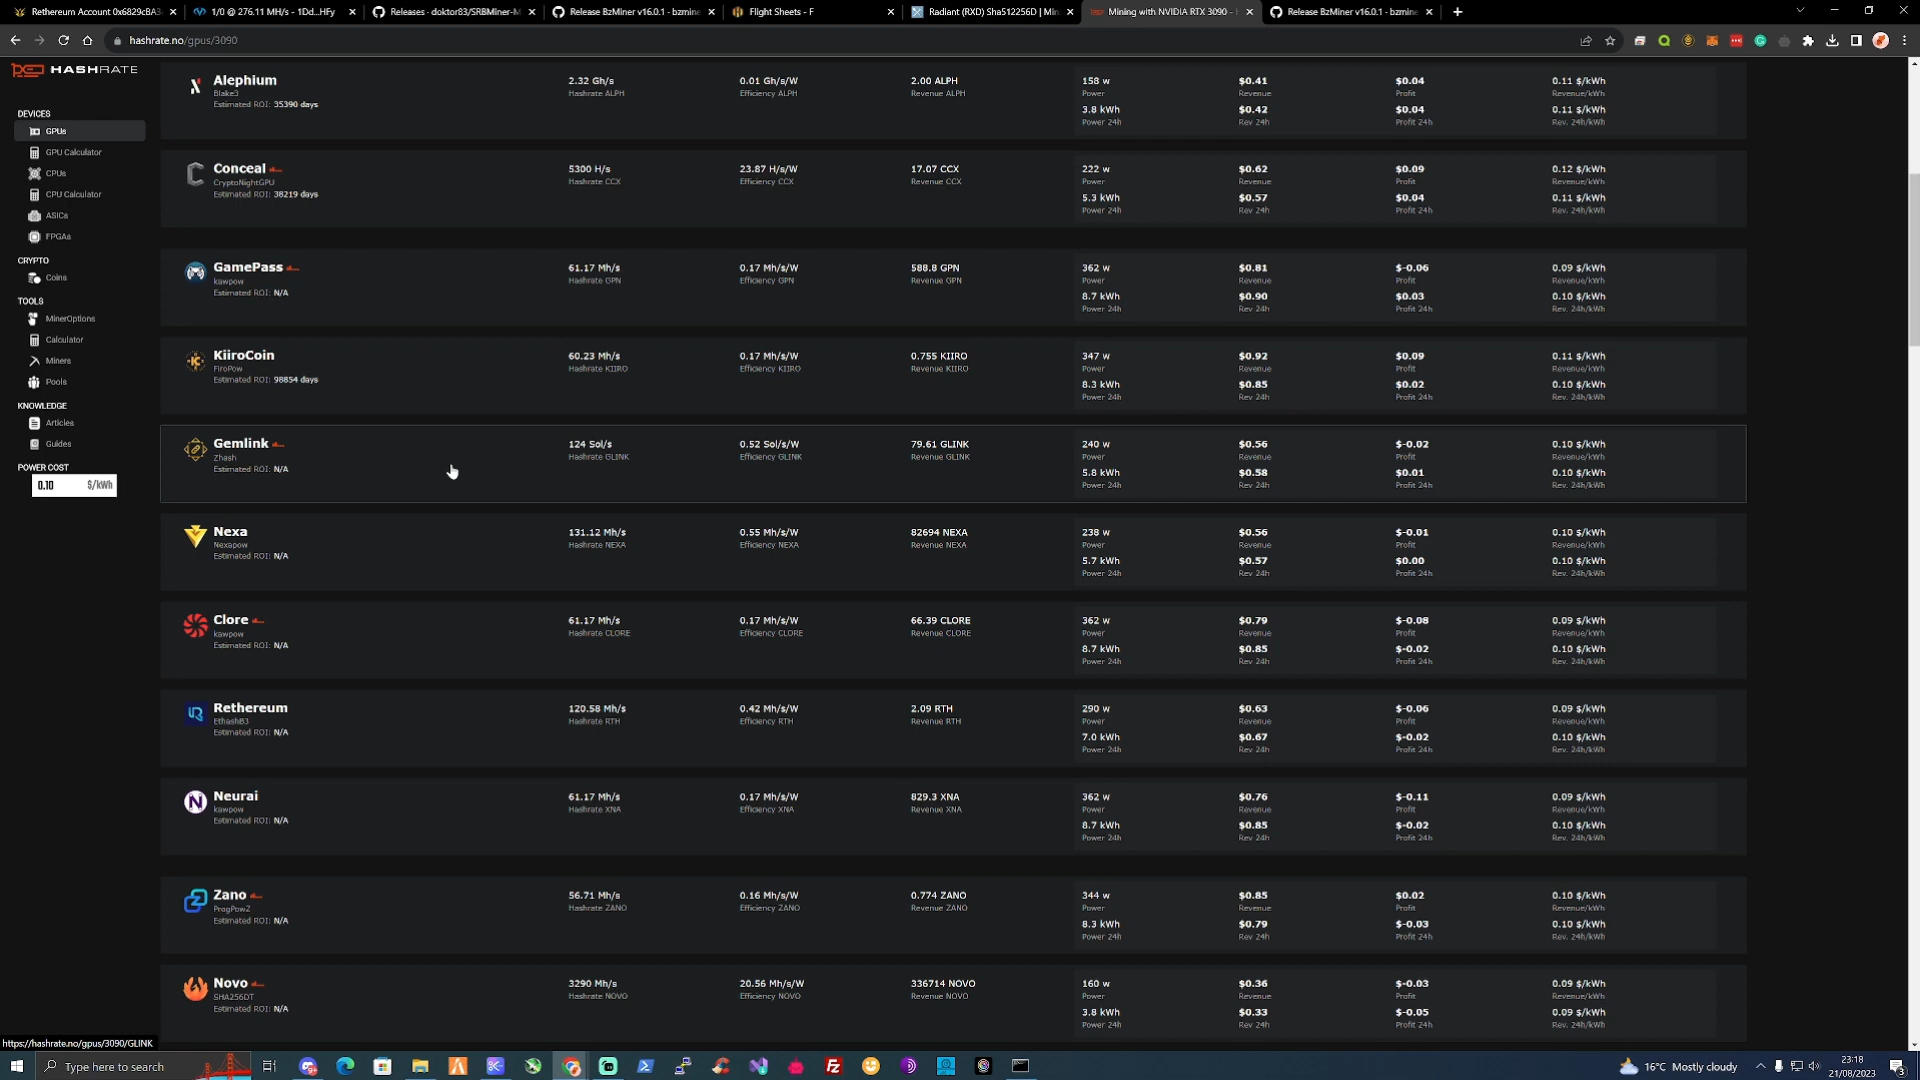 Rethereum Account 0x6829cBA3
1/0 @ 276.11 MH/s - 1Dd...HFy
Releases · doktor83/SRBMiner-M
Release BzMiner v16.0.1 · bzmine
Flight Sheets - F
Radiant (RXD) Sha512256D | Min
Mining with NVIDIA RTX 3090 -
Release BzMiner v16.0.1 · bzmine
hashrate.no/gpus/3090
HASHRATE
DEVICES
GPUs
GPU Calculator
CPUs
CPU Calculator
ASICs
FPGAs
CRYPTO
Coins
TOOLS
MinerOptions
Calculator
Miners
Pools
KNOWLEDGE
Articles
Guides
POWER COST
0.10 $/kWh
Alephium 2.32 Gh/s 0.01 Gh/s/W 2.00 ALPH 158 w $0.41 $0.04 0.11 $/kWh
Blake3 Hashrate ALPH Efficiency ALPH Revenue ALPH Power Revenue Profit Revenue/kWh
Estimated ROI: 35390 days 3.8 kWh $0.42 $0.04 0.11 $/kWh
Power 24h Rev 24h Profit 24h Rev. 24h/kWh
Conceal 5300 H/s 23.87 H/s/W 17.07 CCX 222 w $0.62 $0.09 0.12 $/kWh
CryptoNightGPU Hashrate CCX Efficiency CCX Revenue CCX Power Revenue Profit Revenue/kWh
Estimated ROI: 38219 days 5.3 kWh $0.57 $0.04 0.11 $/kWh
Power 24h Rev 24h Profit 24h Rev. 24h/kWh
GamePass 61.17 Mh/s 0.17 Mh/s/W 588.8 GPN 362 w $0.81 $-0.06 0.09 $/kWh
kawpow Hashrate GPN Efficiency GPN Revenue GPN Power Revenue Profit Revenue/kWh
Estimated ROI: N/A 8.7 kWh $0.90 $0.03 0.10 $/kWh
Power 24h Rev 24h Profit 24h Rev. 24h/kWh
KiiroCoin 60.23 Mh/s 0.17 Mh/s/W 0.755 KIIRO 347 w $0.92 $0.09 0.11 $/kWh
FiroPow Hashrate KIIRO Efficiency KIIRO Revenue KIIRO Power Revenue Profit Revenue/kWh
Estimated ROI: 98854 days 8.3 kWh $0.85 $0.02 0.10 $/kWh
Power 24h Rev 24h Profit 24h Rev. 24h/kWh
Gemlink 124 Sol/s 0.52 Sol/s/W 79.61 GLINK 240 w $0.56 $-0.02 0.10 $/kWh
Zhash Hashrate GLINK Efficiency GLINK Revenue GLINK Power Revenue Profit Revenue/kWh
Estimated ROI: N/A 5.8 kWh $0.58 $0.01 0.10 $/kWh
Power 24h Rev 24h Profit 24h Rev. 24h/kWh
Nexa 131.12 Mh/s 0.55 Mh/s/W 82694 NEXA 238 w $0.56 $-0.01 0.10 $/kWh
Nexapow Hashrate NEXA Efficiency NEXA Revenue NEXA Power Revenue Profit Revenue/kWh
Estimated ROI: N/A 5.7 kWh $0.57 $0.00 0.10 $/kWh
Power 24h Rev 24h Profit 24h Rev. 24h/kWh
Clore 61.17 Mh/s 0.17 Mh/s/W 66.39 CLORE 362 w $0.79 $-0.08 0.09 $/kWh
kawpow Hashrate CLORE Efficiency CLORE Revenue CLORE Power Revenue Profit Revenue/kWh
Estimated ROI: N/A 8.7 kWh $0.85 $-0.02 0.10 $/kWh
Power 24h Rev 24h Profit 24h Rev. 24h/kWh
Rethereum 120.58 Mh/s 0.42 Mh/s/W 2.09 RTH 290 w $0.63 $-0.06 0.09 $/kWh
EthashB3 Hashrate RTH Efficiency RTH Revenue RTH Power Revenue Profit Revenue/kWh
Estimated ROI: N/A 7.0 kWh $0.67 $-0.02 0.10 $/kWh
Power 24h Rev 24h Profit 24h Rev. 24h/kWh
Neurai 61.17 Mh/s 0.17 Mh/s/W 829.3 XNA 362 w $0.76 $-0.11 0.09 $/kWh
kawpow Hashrate XNA Efficiency XNA Revenue XNA Power Revenue Profit Revenue/kWh
Estimated ROI: N/A 8.7 kWh $0.85 $-0.02 0.10 $/kWh
Power 24h Rev 24h Profit 24h Rev. 24h/kWh
Zano 56.71 Mh/s 0.16 Mh/s/W 0.774 ZANO 344 w $0.85 $0.02 0.10 $/kWh
ProgPowZ Hashrate ZANO Efficiency ZANO Revenue ZANO Power Revenue Profit Revenue/kWh
Estimated ROI: N/A 8.3 kWh $0.79 $-0.03 0.10 $/kWh
Power 24h Rev 24h Profit 24h Rev. 24h/kWh
Novo 3290 Mh/s 20.56 Mh/s/W 336714 NOVO 160 w $0.36 $-0.03 0.09 $/kWh
SHA256DT Hashrate NOVO Efficiency NOVO Revenue NOVO Power Revenue Profit Revenue/kWh
Estimated ROI: N/A 3.8 kWh $0.33 $-0.05 0.09 $/kWh
Power 24h Rev 24h Profit 24h Rev. 24h/kWh
https://hashrate.no/gpus/3090/GLINK
Type here to search
16°C Mostly cloudy
23:18
21/08/2023
3